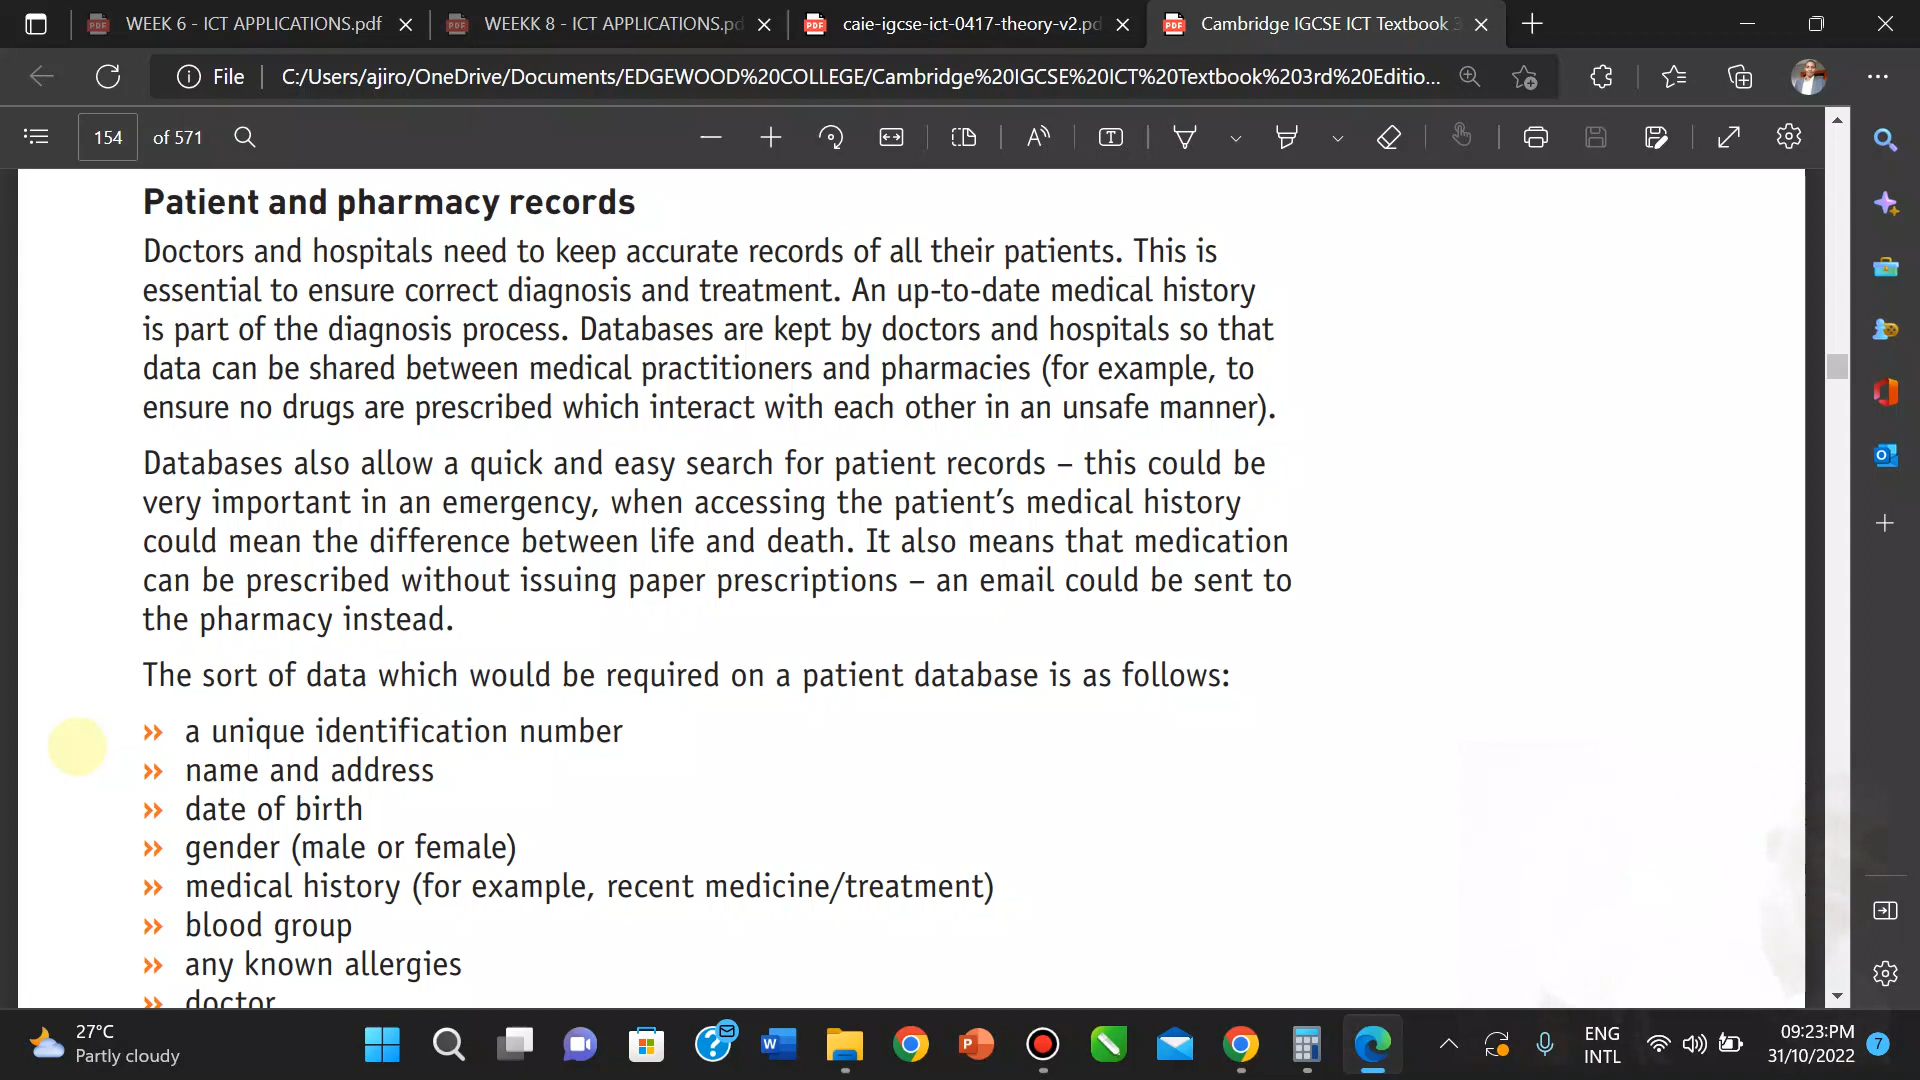 WEEK 6 - ICT APPLICATIONS.pdf
WEEKK 8 - ICT APPLICATIONS.pd
caie-igcse-ict-0417-theory-v2.pd
Cambridge IGCSE ICT Textbook 3
File
C:/Users/ajiro/OneDrive/Documents/EDGEWOOD%20COLLEGE/Cambridge%20IGCSE%20ICT%20Textbook%203rd%20Editio...
154 of 571
Patient and pharmacy records
Doctors and hospitals need to keep accurate records of all their patients. This is
essential to ensure correct diagnosis and treatment. An up-to-date medical history
is part of the diagnosis process. Databases are kept by doctors and hospitals so that
data can be shared between medical practitioners and pharmacies (for example, to
ensure no drugs are prescribed which interact with each other in an unsafe manner).
Databases also allow a quick and easy search for patient records – this could be
very important in an emergency, when accessing the patient's medical history
could mean the difference between life and death. It also means that medication
can be prescribed without issuing paper prescriptions – an email could be sent to
the pharmacy instead.
The sort of data which would be required on a patient database is as follows:
» a unique identification number
» name and address
» date of birth
» gender (male or female)
» medical history (for example, recent medicine/treatment)
» blood group
» any known allergies
» doctor
27°C
Partly cloudy
ENG
INTL
09:23:PM
31/10/2022
7